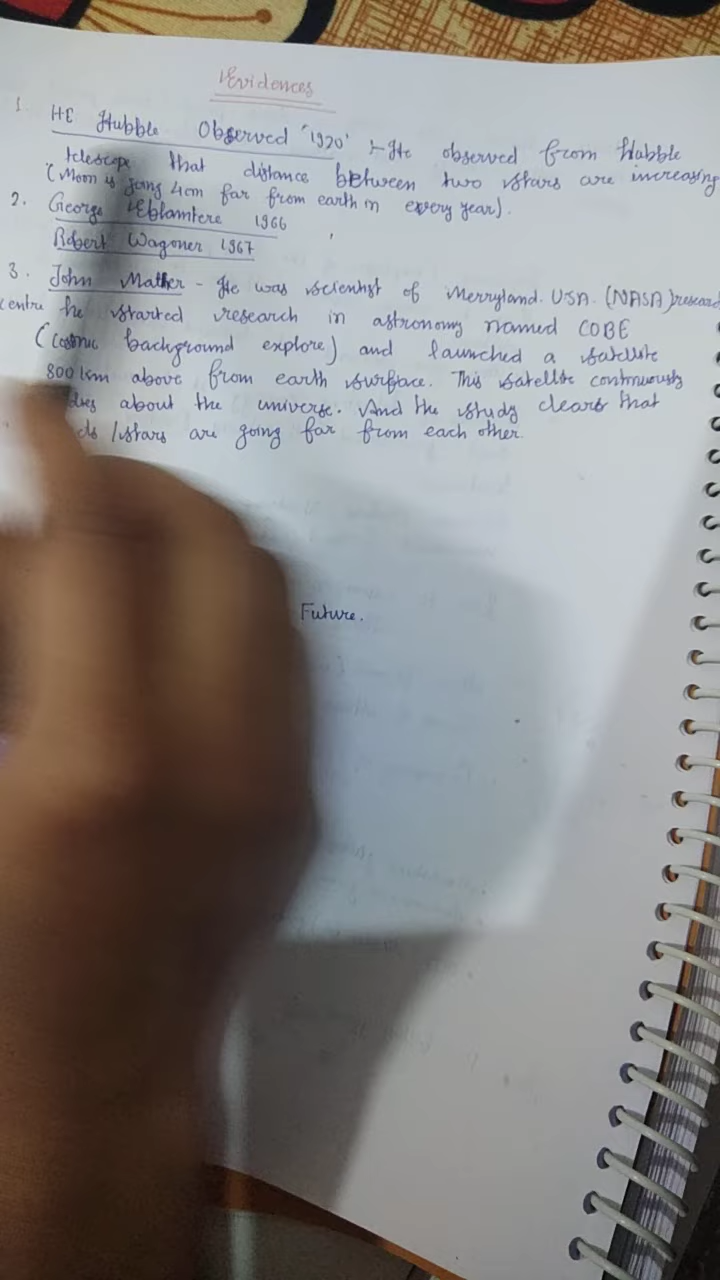 Evidences
1. HE Hubble Observed '1920' :- He observed from hubble
telescope that distance between two stars are increasing
(Moon is going 4cm far from earth in every year).
2. George Eblamtere 1966
Robert Wagoner 1967
3. John Mather - He was scientist of Merryland. USA. (NASA) research
centre he started research in astronomy named COBE
(Cosmic background explore) and launched a satellite
800 km above from earth surface. This satellite continuously
about the universe. And the study clears that
/stars are going far from each other.
Future.